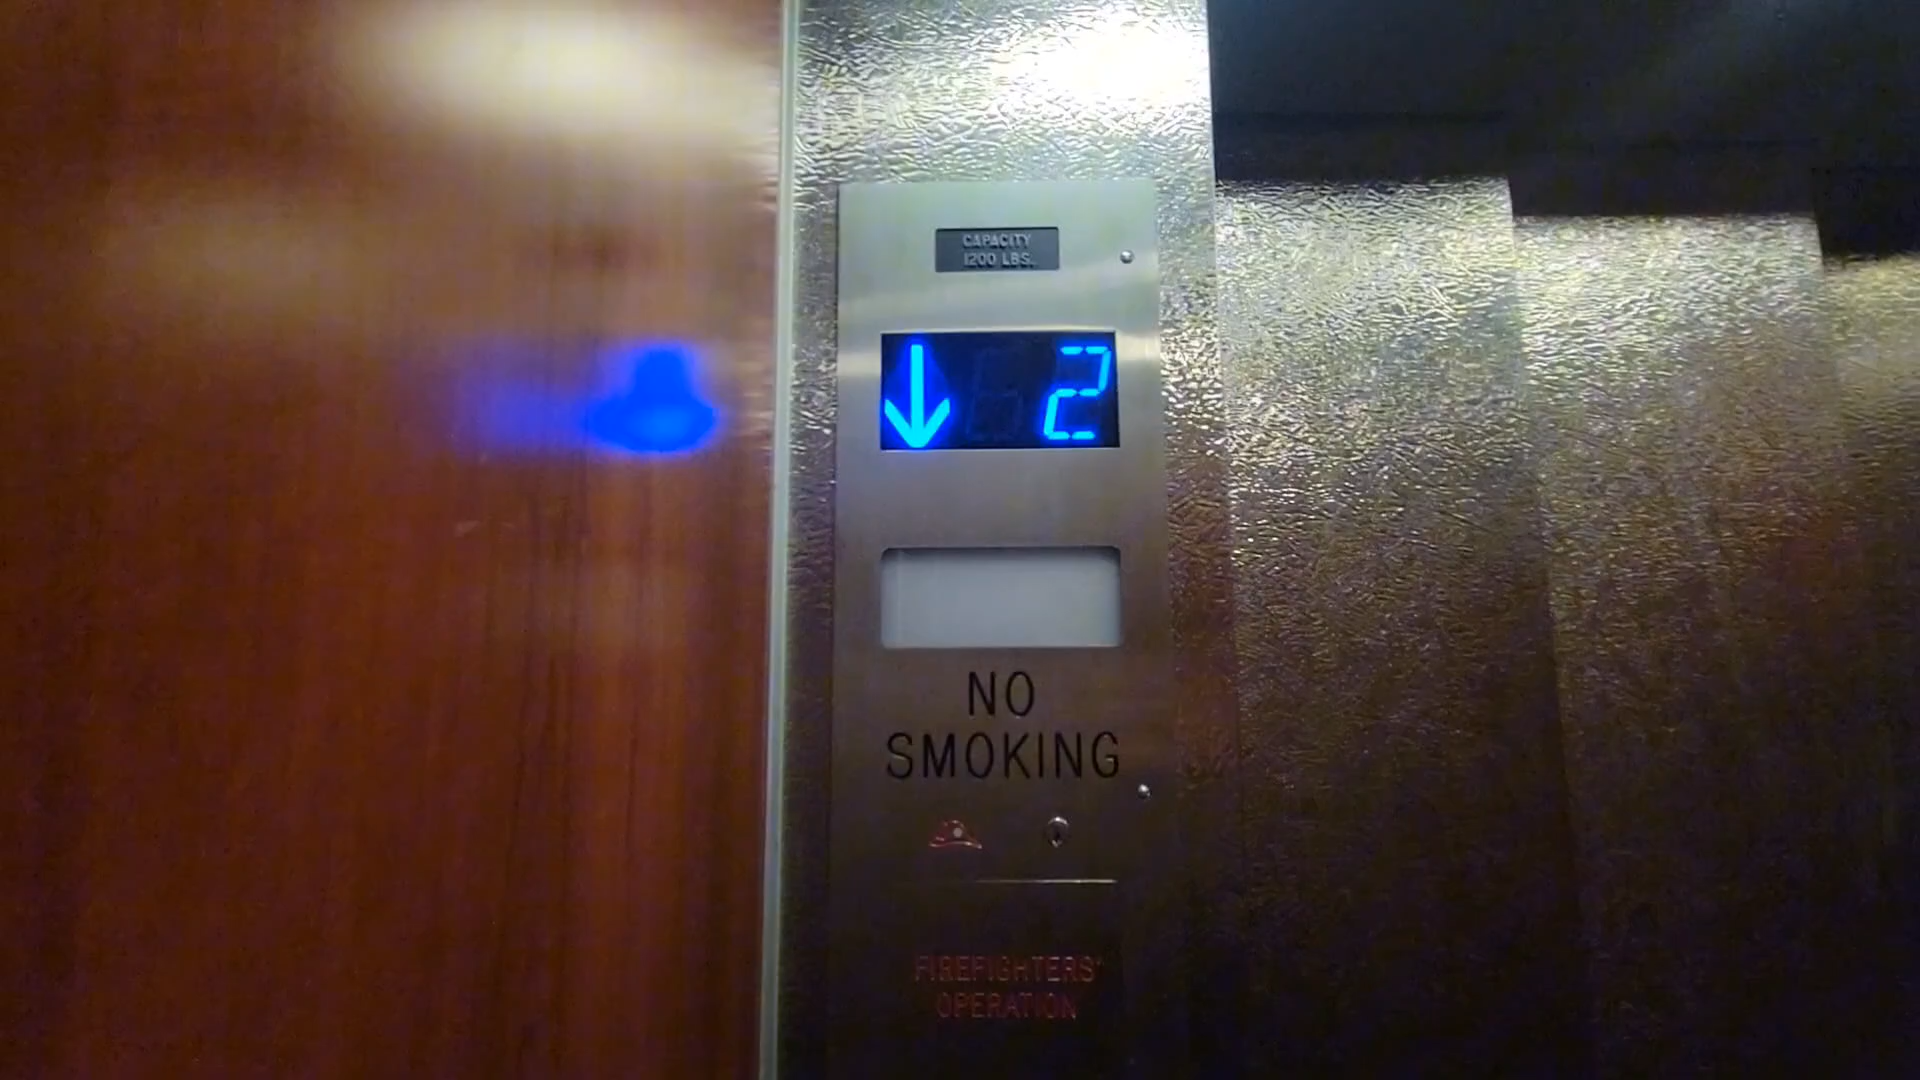 CAPACITY
1200 LBS.
↓ 2
NO
SMOKING
FIREFIGHTERS'
OPERATION